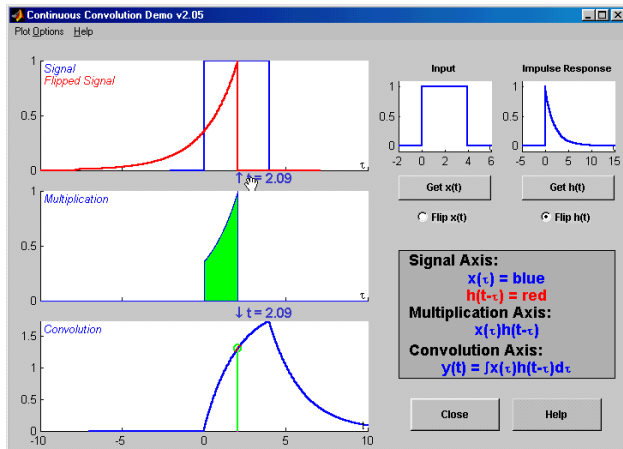 Continuous Convolution Demo v2.05
Plot Options Help
Signal
Flipped Signal
1
0.5
0
τ
↑ t = 2.09
Multiplication
1
0.5
0
τ
↓ t = 2.09
Convolution
1.5
1
0.5
0
-10 -5 0 5 10
Input
1
0.5
0
-2 0 2 4 6
Impulse Response
1
0.5
0
-5 0 5 10 15
Get x(t)
Get h(t)
Flip x(t)
Flip h(t)
Signal Axis:
x(τ) = blue
h(t-τ) = red
Multiplication Axis:
x(τ)h(t-τ)
Convolution Axis:
y(t) = ∫x(τ)h(t-τ)dτ
Close
Help